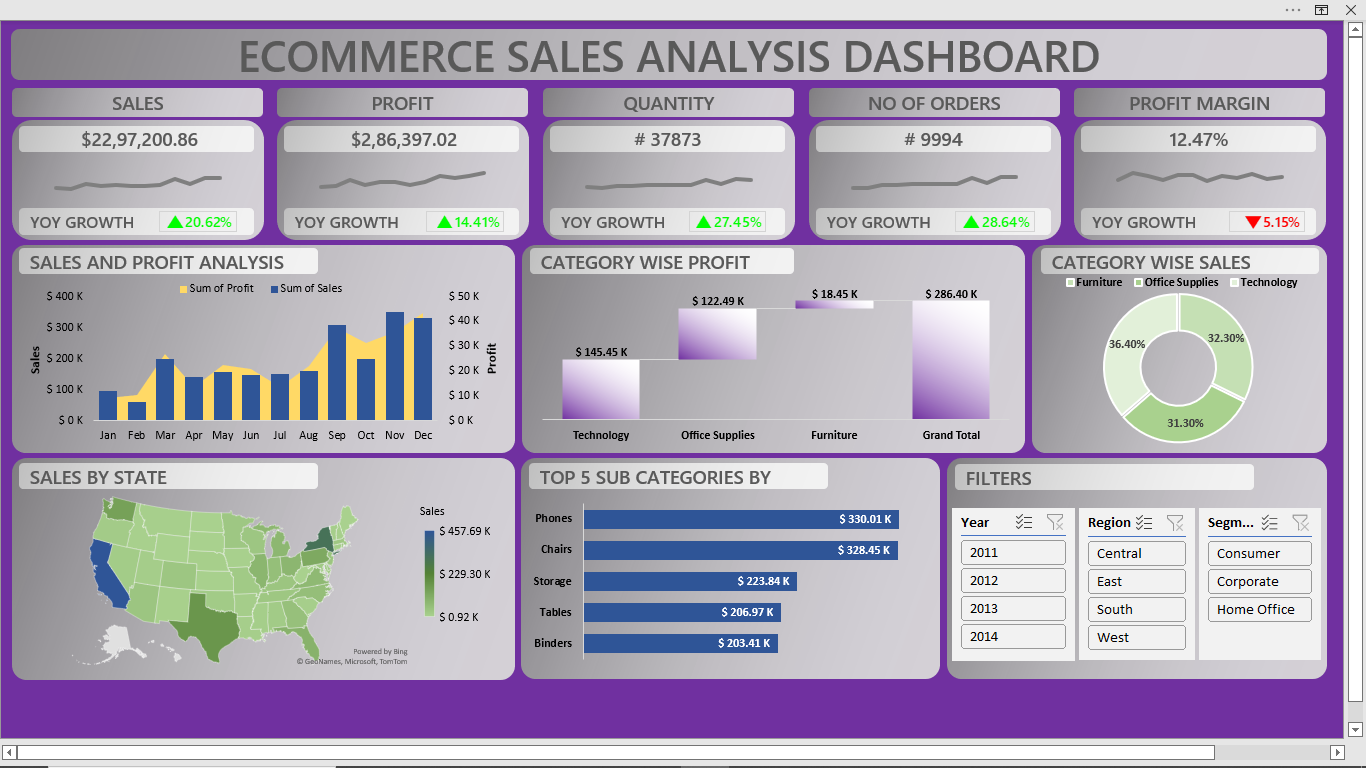 ECOMMERCE SALES ANALYSIS DASHBOARD
SALES
$22,97,200.86
YOY GROWTH
20.62%
PROFIT
$2,86,397.02
YOY GROWTH
14.41%
QUANTITY
# 37873
YOY GROWTH
27.45%
NO OF ORDERS
# 9994
YOY GROWTH
28.64%
PROFIT MARGIN
12.47%
YOY GROWTH
5.15%
SALES AND PROFIT ANALYSIS
Sum of Profit Sum of Sales
Sales
$ 400 K
$ 300 K
$ 200 K
$ 100 K
$ 0 K
$ 50 K
$ 40 K
$ 30 K
$ 20 K
$ 10 K
$ 0 K
Profit
Jan Feb Mar Apr May Jun Jul Aug Sep Oct Nov Dec
CATEGORY WISE PROFIT
$ 145.45 K
$ 122.49 K
$ 18.45 K
$ 286.40 K
Technology Office Supplies Furniture Grand Total
CATEGORY WISE SALES
Furniture Office Supplies Technology
36.40%
32.30%
31.30%
SALES BY STATE
Sales
$ 457.69 K
$ 229.30 K
$ 0.92 K
Powered by Bing
© GeoNames, Microsoft, TomTom
TOP 5 SUB CATEGORIES BY
Phones $ 330.01 K
Chairs $ 328.45 K
Storage $ 223.84 K
Tables $ 206.97 K
Binders $ 203.41 K
FILTERS
Year
2011
2012
2013
2014
Region
Central
East
South
West
Segm...
Consumer
Corporate
Home Office